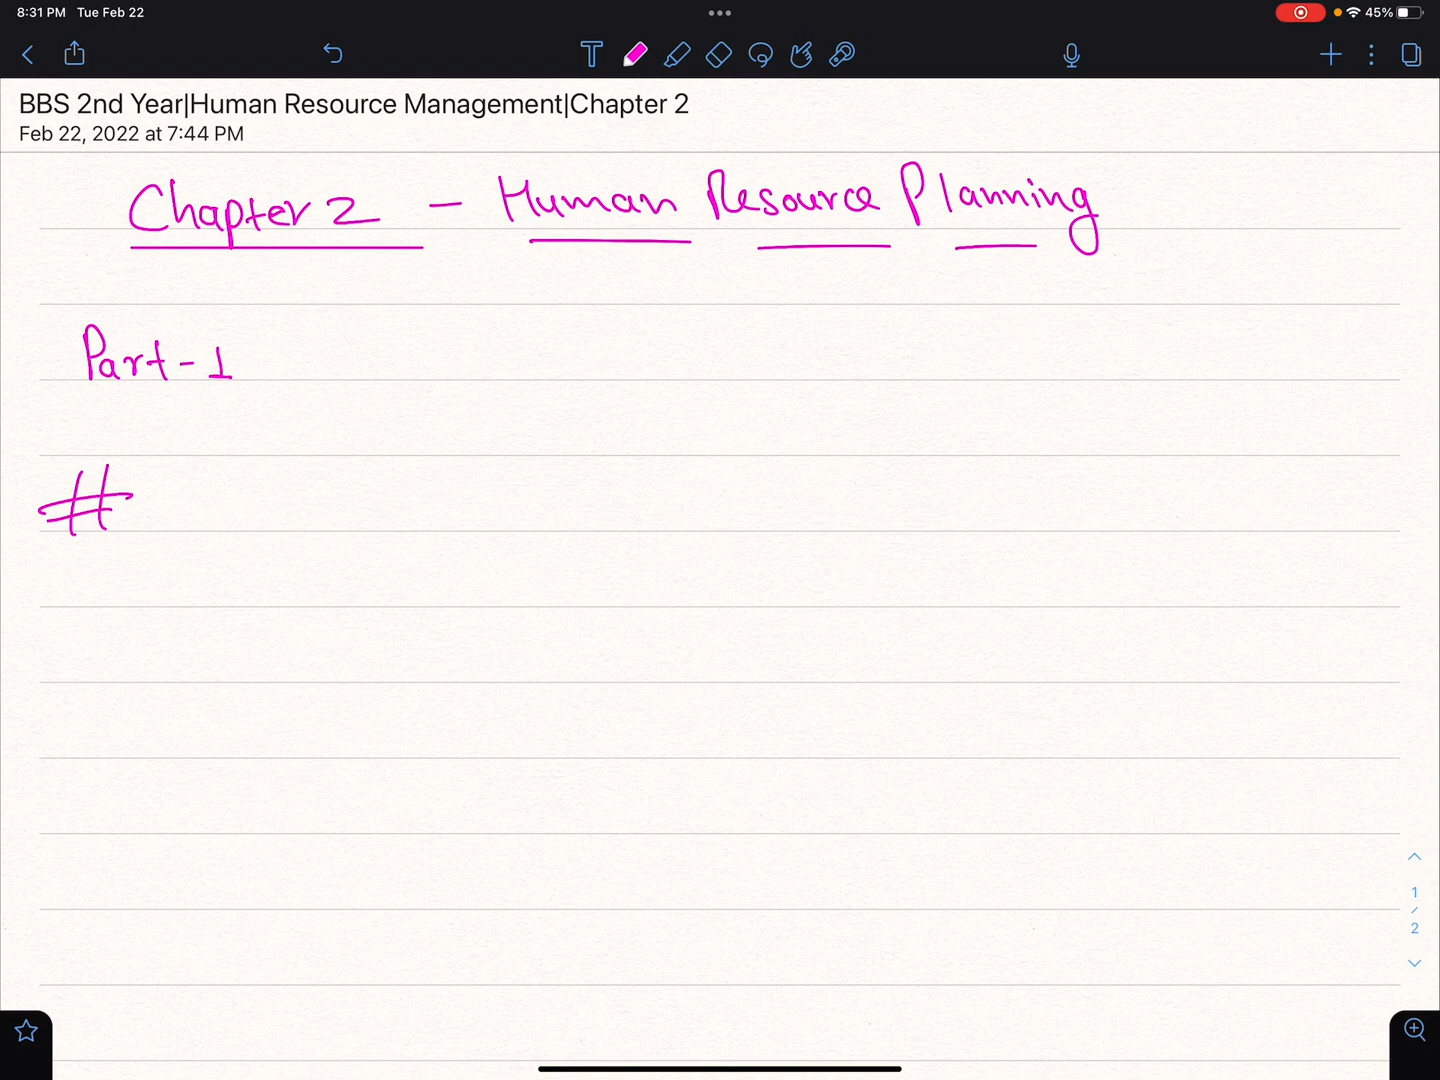 8:31 PM Tue Feb 22
45%
BBS 2nd Year|Human Resource Management|Chapter 2
Feb 22, 2022 at 7:44 PM
Chapter 2 - Human Resource Planning
Part - 1
#
1
/
2